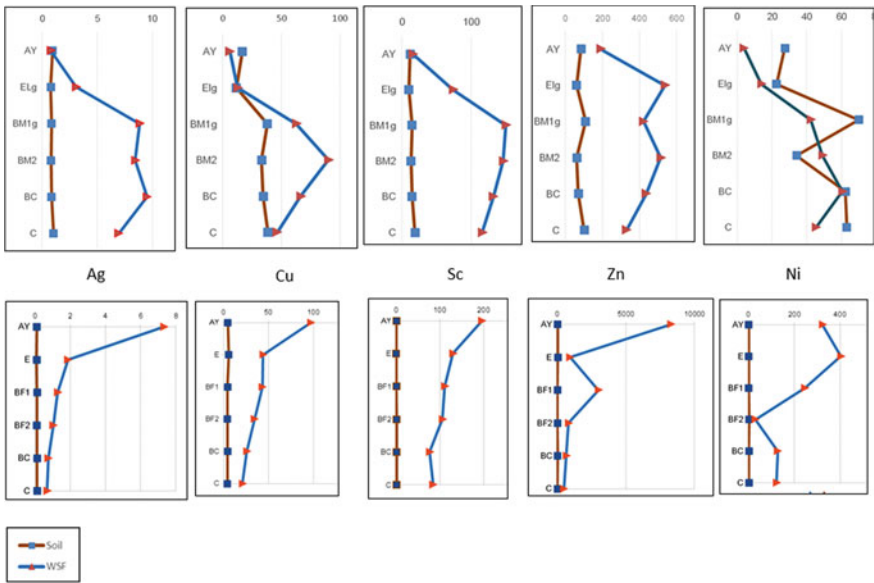 0 5 10
AY
ELg
BM1g
BM2
BC
C
0 50 100
AY
Elg
BM1g
BM2
BC
C
0 100
AY
Elg
BM1g
BM2
BC
C
0 200 400 600
AY
Elg
BM1g
BM2
BC
C
0 20 40 60
AY
Elg
BM1g
BM2
BC
C
Ag Cu Sc Zn Ni
0 2 4 6 8
AY
E
BF1
BF2
BC
C
0 50 100
AY
E
BF1
BF2
BC
C
0 100 200
AY
E
BF1
BF2
BC
C
0 5000 10000
AY
E
BF1
BF2
BC
C
0 200 400
AY
E
BF1
BF2
BC
C
Soil
WSF